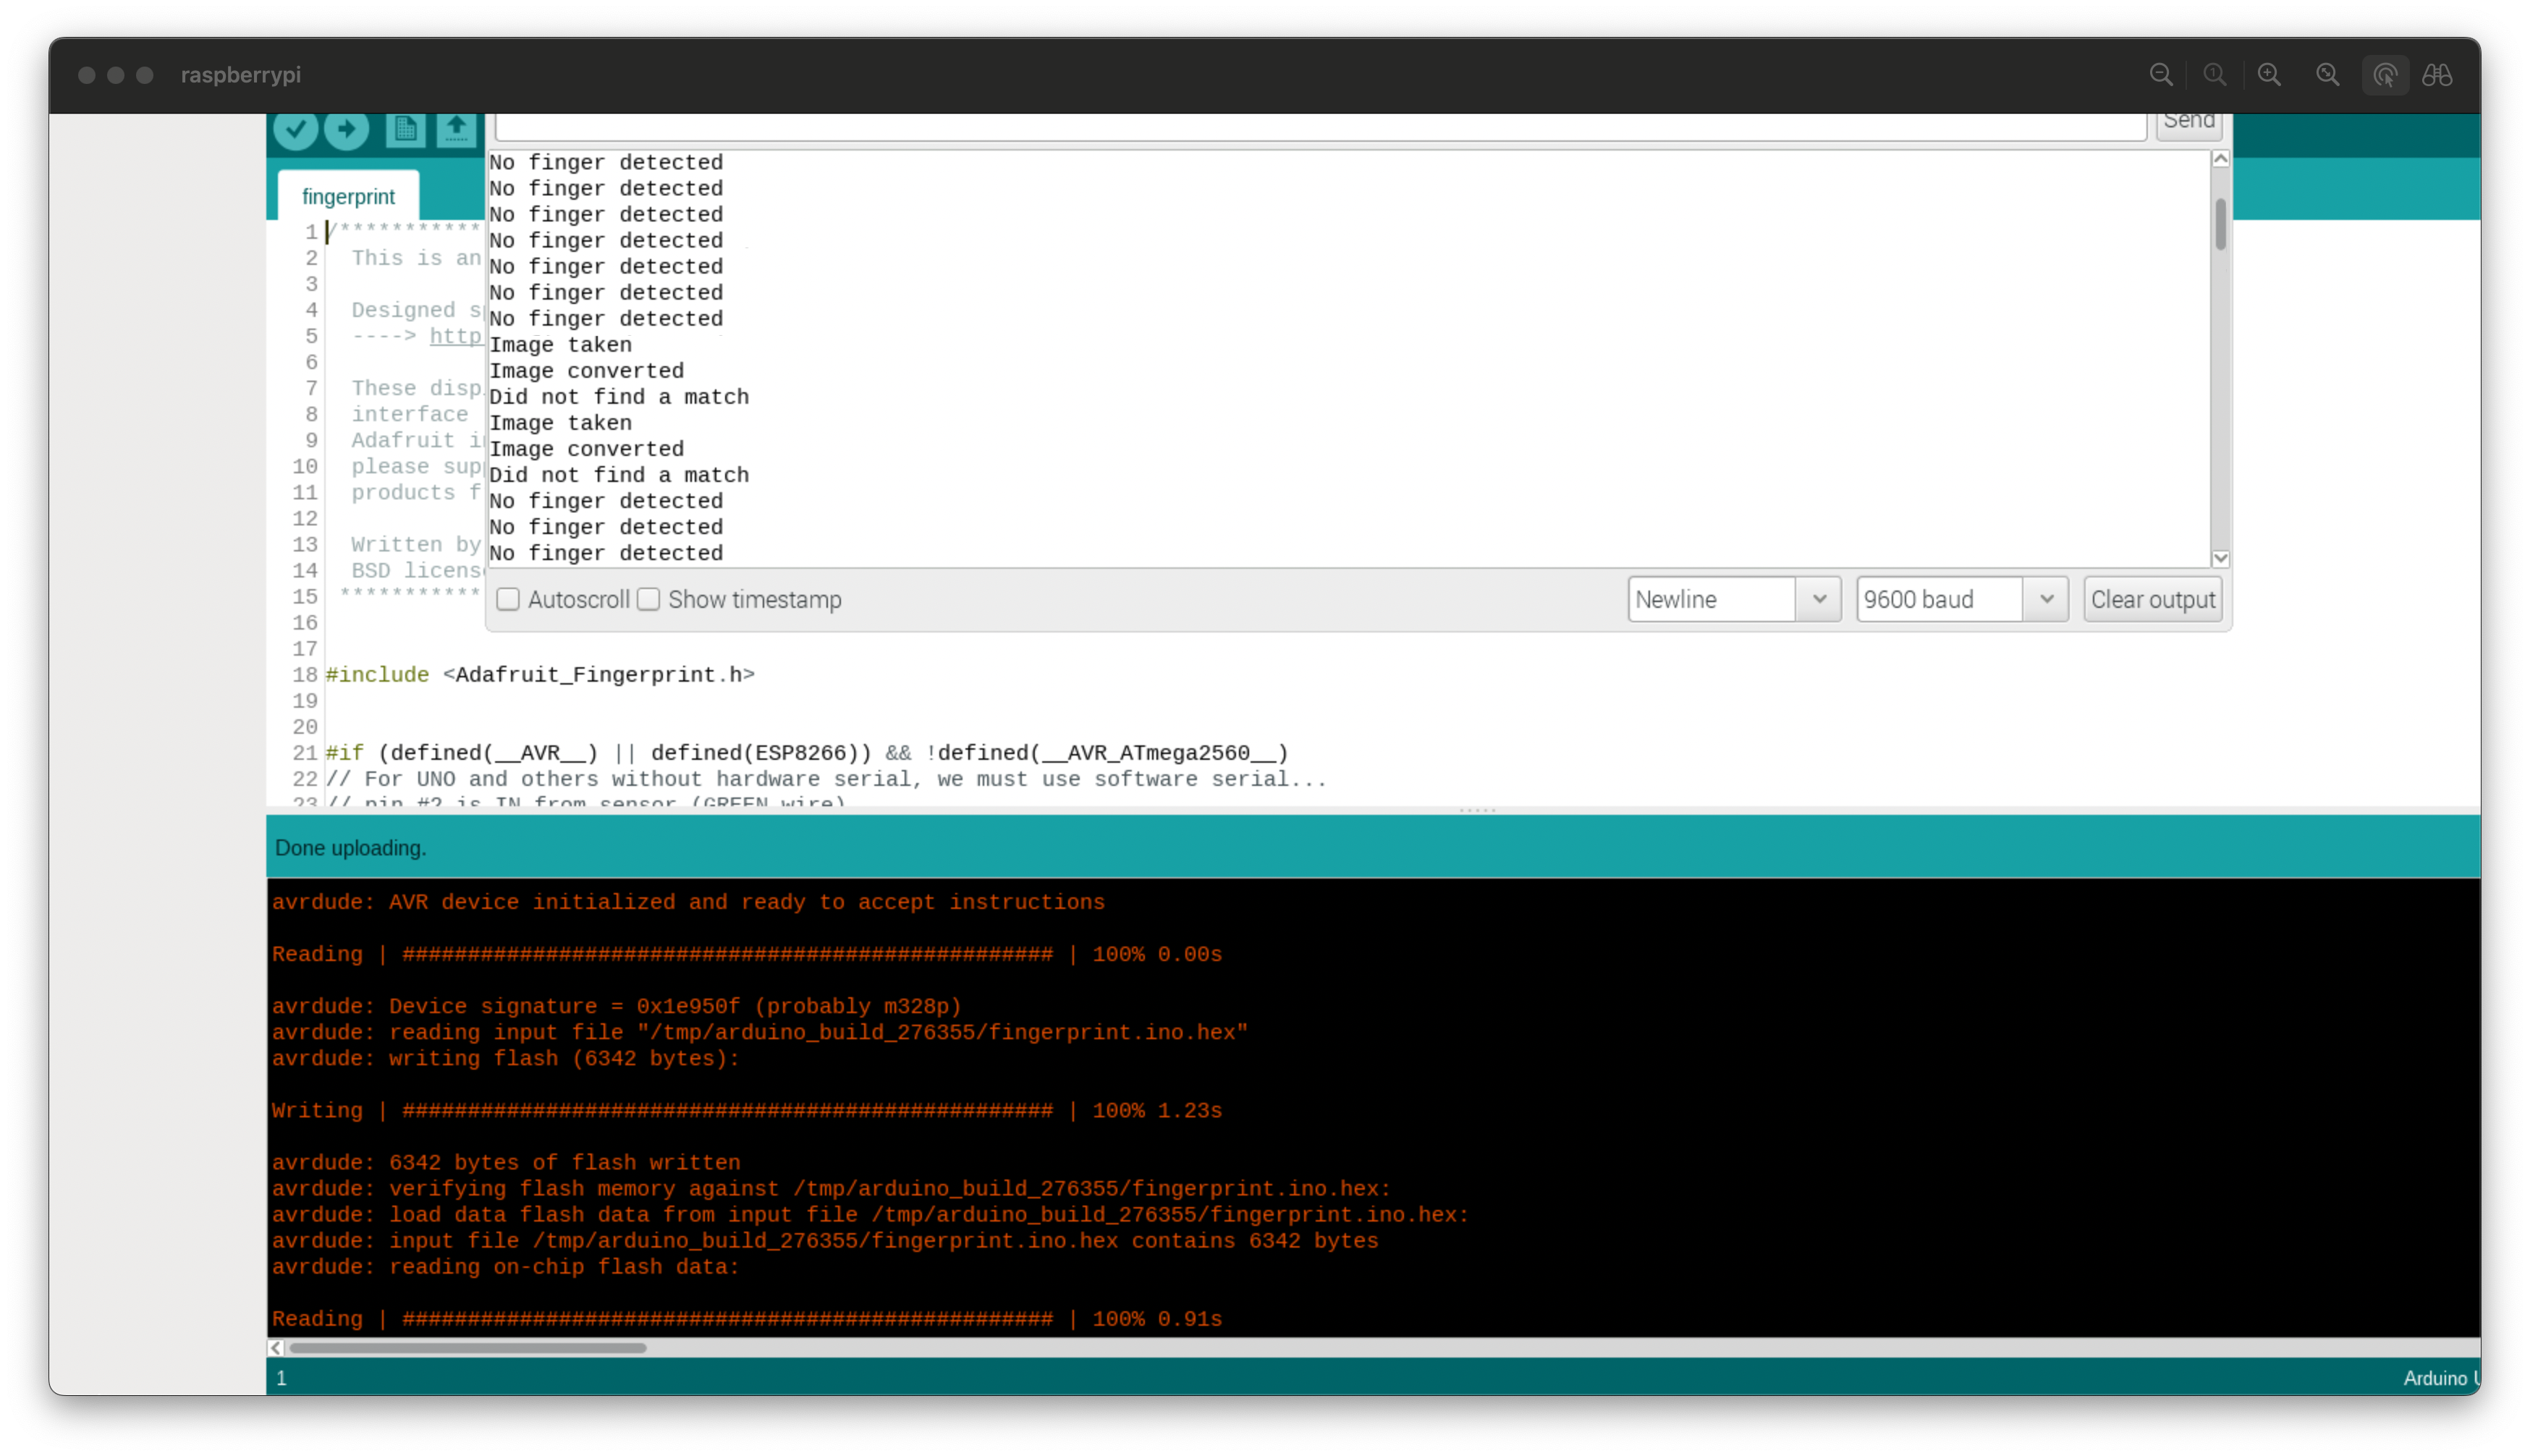 raspberrypi
Send
fingerprint
No finger detected
No finger detected
No finger detected
No finger detected
No finger detected
No finger detected
No finger detected
Image taken
Image converted
Did not find a match
Image taken
Image converted
Did not find a match
No finger detected
No finger detected
No finger detected
Autoscroll Show timestamp Newline 9600 baud Clear output
1 /***********
2 This is an
3
4 Designed s
5 ----> http
6
7 These disp
8 interface
9 Adafruit i
10 please sup
11 products f
12
13 Written by
14 BSD licens
15 ***********
16
17
18 #include <Adafruit_Fingerprint.h>
19
20
21 #if (defined(__AVR__) || defined(ESP8266)) && !defined(__AVR_ATmega2560__)
22 // For UNO and others without hardware serial, we must use software serial...
23 // pin #2 is IN from sensor (GREEN wire)
Done uploading.
avrdude: AVR device initialized and ready to accept instructions
Reading | ################################################## | 100% 0.00s
avrdude: Device signature = 0x1e950f (probably m328p)
avrdude: reading input file "/tmp/arduino_build_276355/fingerprint.ino.hex"
avrdude: writing flash (6342 bytes):
Writing | ################################################## | 100% 1.23s
avrdude: 6342 bytes of flash written
avrdude: verifying flash memory against /tmp/arduino_build_276355/fingerprint.ino.hex:
avrdude: load data flash data from input file /tmp/arduino_build_276355/fingerprint.ino.hex:
avrdude: input file /tmp/arduino_build_276355/fingerprint.ino.hex contains 6342 bytes
avrdude: reading on-chip flash data:
Reading | ################################################## | 100% 0.91s
1
Arduino